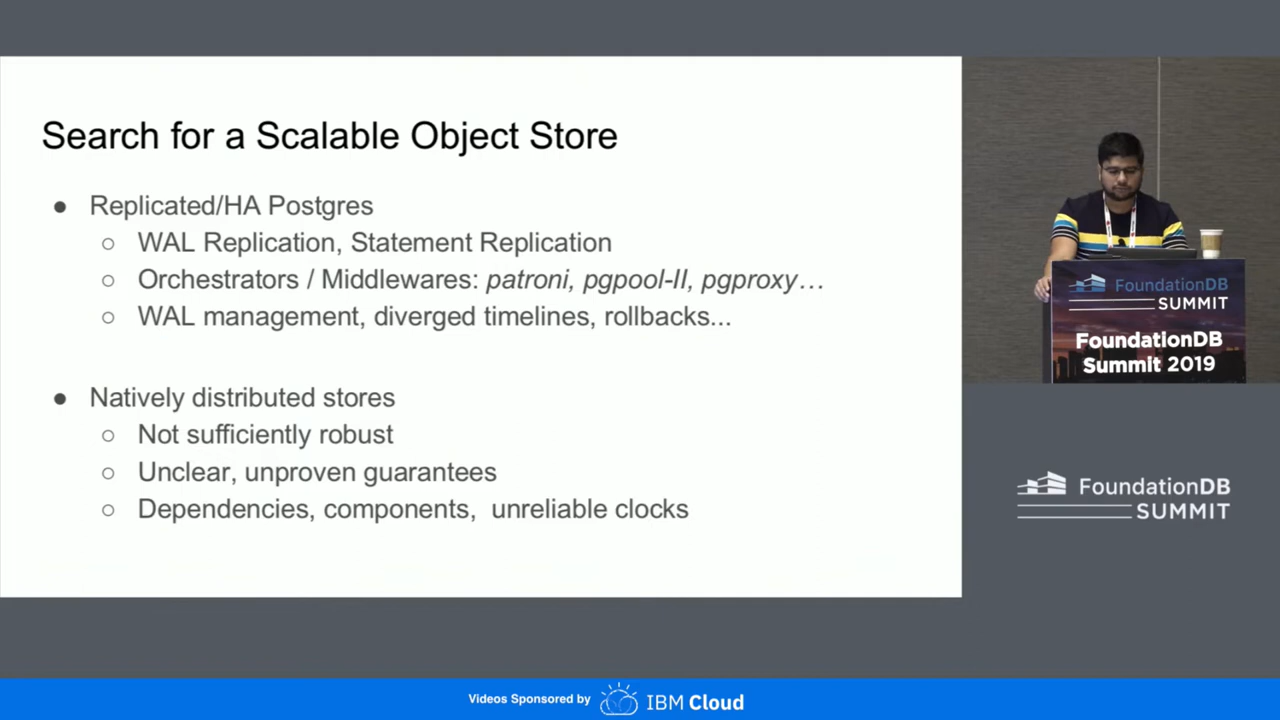 Search for a Scalable Object Store
● Replicated/HA Postgres
○ WAL Replication, Statement Replication
○ Orchestrators / Middlewares: patroni, pgpool-II, pgproxy…
○ WAL management, diverged timelines, rollbacks...
● Natively distributed stores
○ Not sufficiently robust
○ Unclear, unproven guarantees
○ Dependencies, components,  unreliable clocks
FoundationDB
SUMMIT
FoundationDB
Summit 2019
FoundationDB
SUMMIT
Videos Sponsored by IBM Cloud